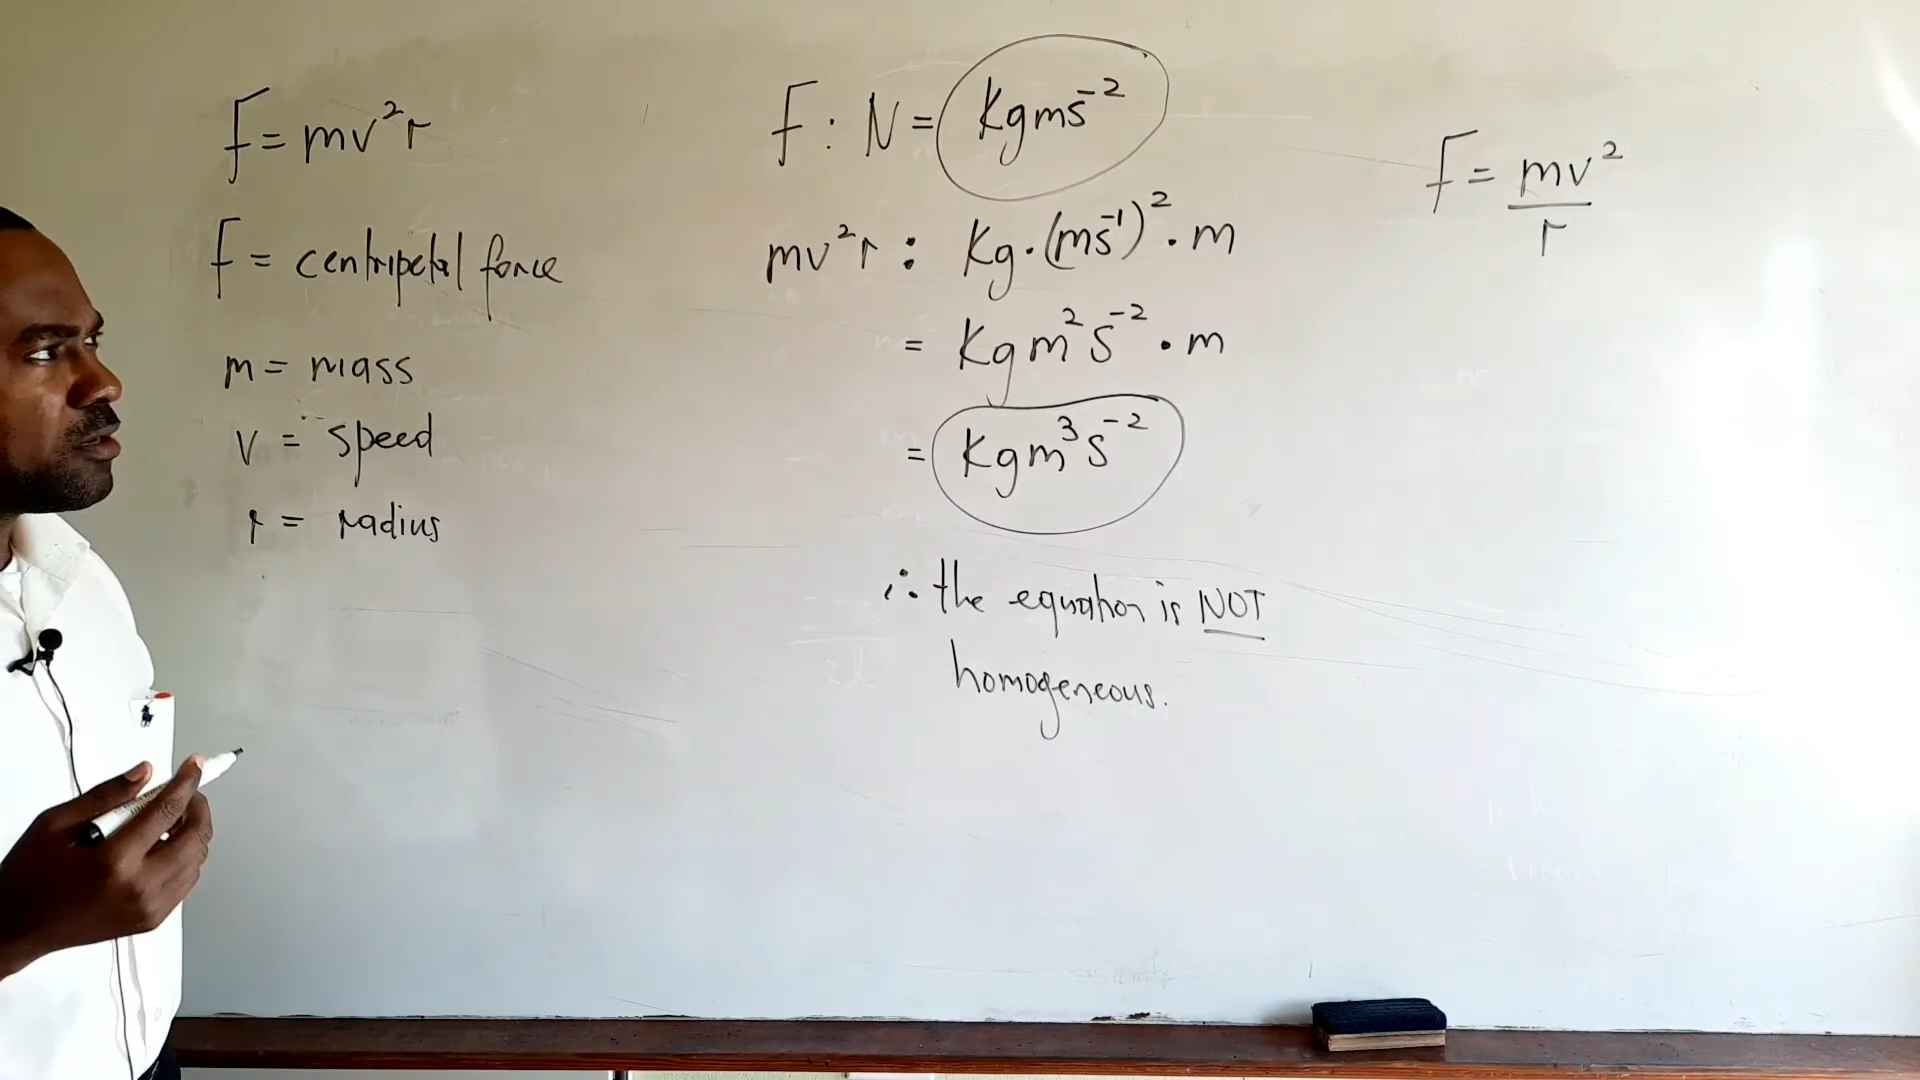 F = mv²r
F = centripetal force
m = mass
v = speed
r = radius
F : N = Kgms⁻²
mv²r : Kg·(ms⁻¹)²·m
= Kgm²s⁻²·m
= Kgm³s⁻²
∴ the equation is NOT
homogeneous.
F = mv²
r